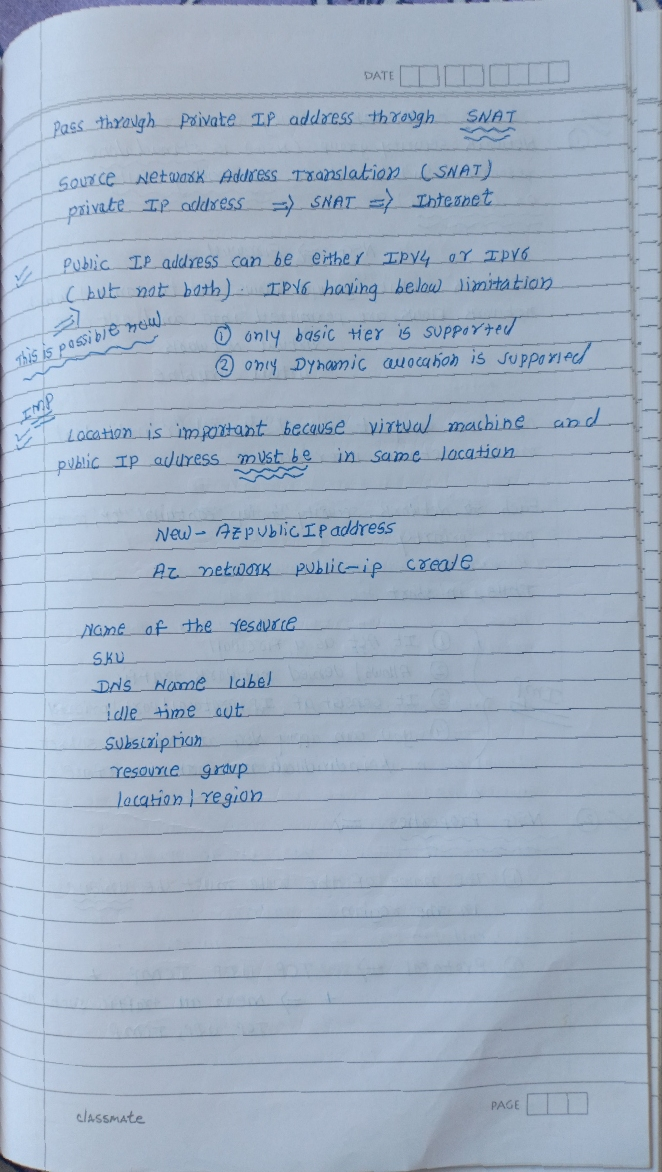 DATE
Pass through private IP address through SNAT
Source Network Address Translation (SNAT)
private IP address => SNAT => Internet
Public IP address can be either IPV4 or IPV6
(but not both). IPV6 having below limitation
=>
This is possible now
① only basic tier is supported
② only Dynamic allocation is supported
IMP
Location is important because virtual machine and
public IP address must be in same location
New - AzpublicIPaddress
Az network public-ip create
Name of the resource
SKU
DNS Name label
idle time out
subscription
resource group
location | region
classmate
PAGE